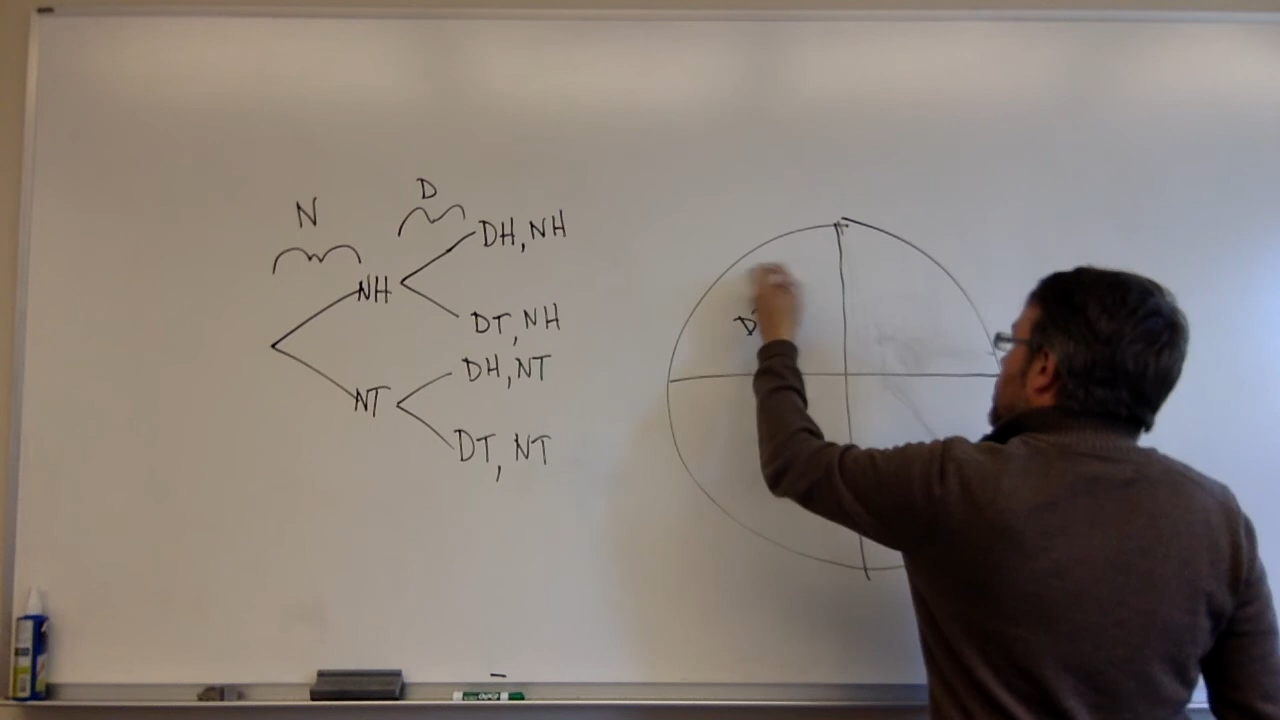 N
D
DH, NH
NH
DT, NH
DH, NT
NT
DT, NT
D